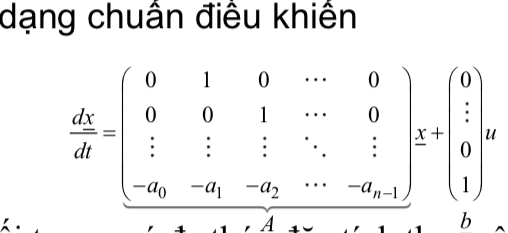 dạng chuẩn điều khiển
dx/dt = ( 0 1 0 ⋯ 0
0 0 1 ⋯ 0
⋮ ⋮ ⋮ ⋱ ⋮
−a₀ −a₁ −a₂ ⋯ −aₙ₋₁ ) x + ( 0 ⋮ 0 1 ) u
A b